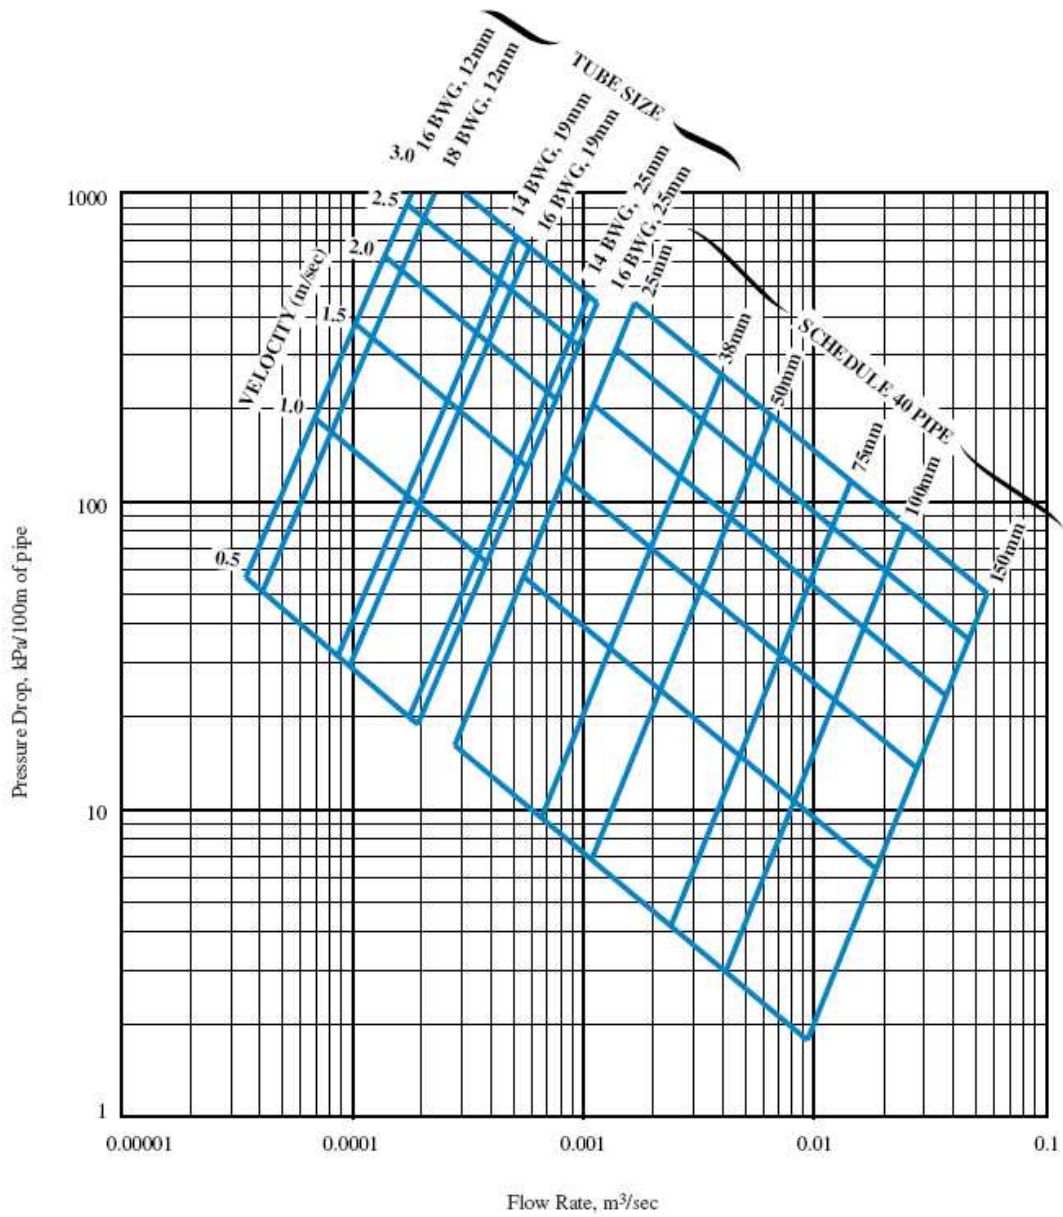 TUBE SIZE
16 BWG, 12mm
18 BWG, 12mm
14 BWG, 19mm
16 BWG, 19mm
14 BWG, 25mm
16 BWG, 25mm
SCHEDULE 40 PIPE
25mm
38mm
50mm
75mm
100mm
150mm
VELOCITY (m/sec)
3.0
2.5
2.0
1.5
1.0
0.5
Pressure Drop, kPa/100m of pipe
1000
100
10
1
0.00001
0.0001
0.001
0.01
0.1
Flow Rate, m³/sec